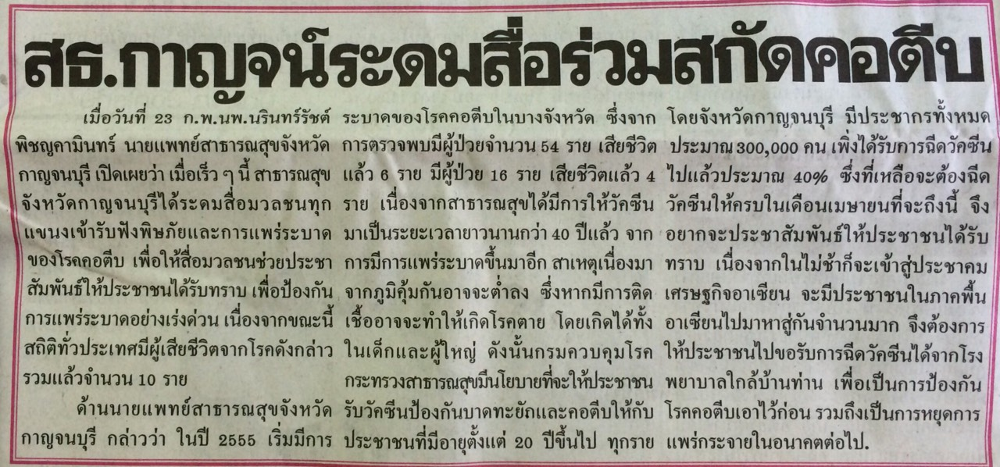 สธ.กาญจน์ระดมสื่อร่วมสกัดคอตีบ
เมื่อวันที่ 23 ก.พ.นพ.นรินทร์รัชต์
พิชญคามินทร์ นายแพทย์สาธารณสุขจังหวัด
กาญจนบุรี เปิดเผยว่า เมื่อเร็ว ๆ นี้ สาธารณสุข
จังหวัดกาญจนบุรีได้ระดมสื่อมวลชนทุก
แขนงเข้ารับฟังพิษภัยและการแพร่ระบาด
ของโรคคอตีบ เพื่อให้สื่อมวลชนช่วยประชา
สัมพันธ์ให้ประชาชนได้รับทราบ เพื่อป้องกัน
การแพร่ระบาดอย่างเร่งด่วน เนื่องจากขณะนี้
สถิติทั่วประเทศมีผู้เสียชีวิตจากโรคดังกล่าว
รวมแล้วจำนวน 10 ราย
ด้านนายแพทย์สาธารณสุขจังหวัด
กาญจนบุรี กล่าวว่า ในปี 2555 เริ่มมีการ
ระบาดของโรคคอตีบในบางจังหวัด ซึ่งจาก
การตรวจพบมีผู้ป่วยจำนวน 54 ราย เสียชีวิต
แล้ว 6 ราย มีผู้ป่วย 16 ราย เสียชีวิตแล้ว 4
ราย เนื่องจากสาธารณสุขได้มีการให้วัคซีน
มาเป็นระยะเวลายาวนานกว่า 40 ปีแล้ว จาก
การมีการแพร่ระบาดขึ้นมาอีก สาเหตุเนื่องมา
จากภูมิคุ้มกันอาจจะต่ำลง ซึ่งหากมีการติด
เชื้ออาจจะทำให้เกิดโรคตาย โดยเกิดได้ทั้ง
ในเด็กและผู้ใหญ่ ดังนั้นกรมควบคุมโรค
กระทรวงสาธารณสุขมีนโยบายที่จะให้ประชาชน
รับวัคซีนป้องกันบาดทะยักและคอตีบให้กับ
ประชาชนที่มีอายุตั้งแต่ 20 ปีขึ้นไป ทุกราย
โดยจังหวัดกาญจนบุรี มีประชากรทั้งหมด
ประมาณ 300,000 คน เพิ่งได้รับการฉีดวัคซีน
ไปแล้วประมาณ 40% ซึ่งที่เหลือจะต้องฉีด
วัคซีนให้ครบในเดือนเมษายนที่จะถึงนี้ จึง
อยากจะประชาสัมพันธ์ให้ประชาชนได้รับ
ทราบ เนื่องจากในไม่ช้าก็จะเข้าสู่ประชาคม
เศรษฐกิจอาเซียน จะมีประชาชนในภาคพื้น
อาเซียนไปมาหาสู่กันจำนวนมาก จึงต้องการ
ให้ประชาชนไปขอรับการฉีดวัคซีนได้จากโรง
พยาบาลใกล้บ้านท่าน เพื่อเป็นการป้องกัน
โรคคอตีบเอาไว้ก่อน รวมถึงเป็นการหยุดการ
แพร่กระจายในอนาคตต่อไป.